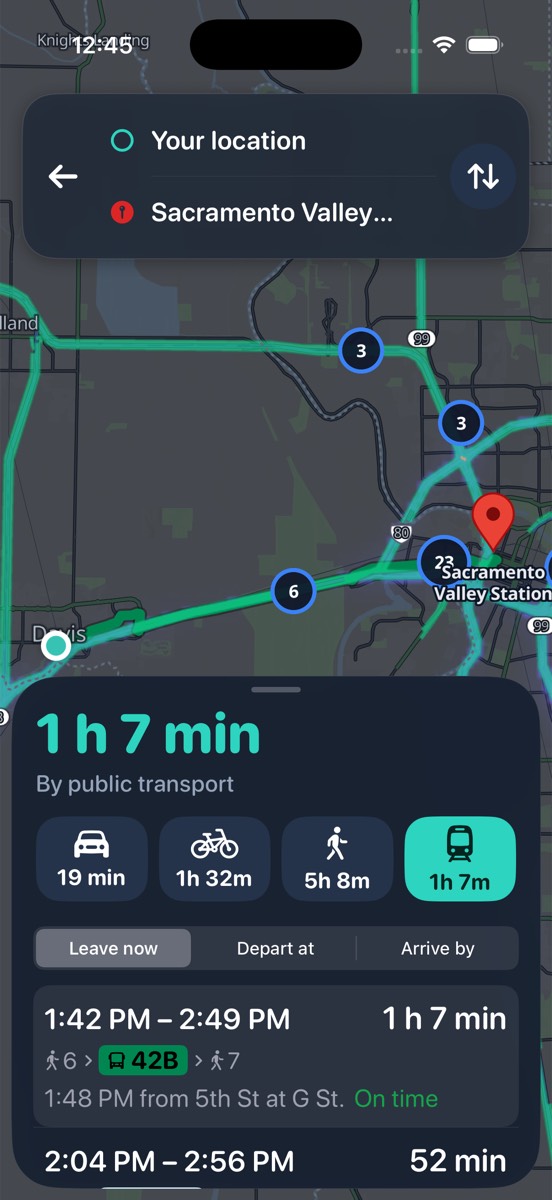 Knights Landing
12:45
Your location
Sacramento Valley...
lland
99
3
3
80
23
Sacramento
Valley Station
6
99
Davis
1 h 7 min
By public transport
19 min
1h 32m
5h 8m
1h 7m
Leave now
Depart at
Arrive by
1:42 PM – 2:49 PM
1 h 7 min
6 > 42B > 7
1:48 PM from 5th St at G St. On time
2:04 PM – 2:56 PM
52 min